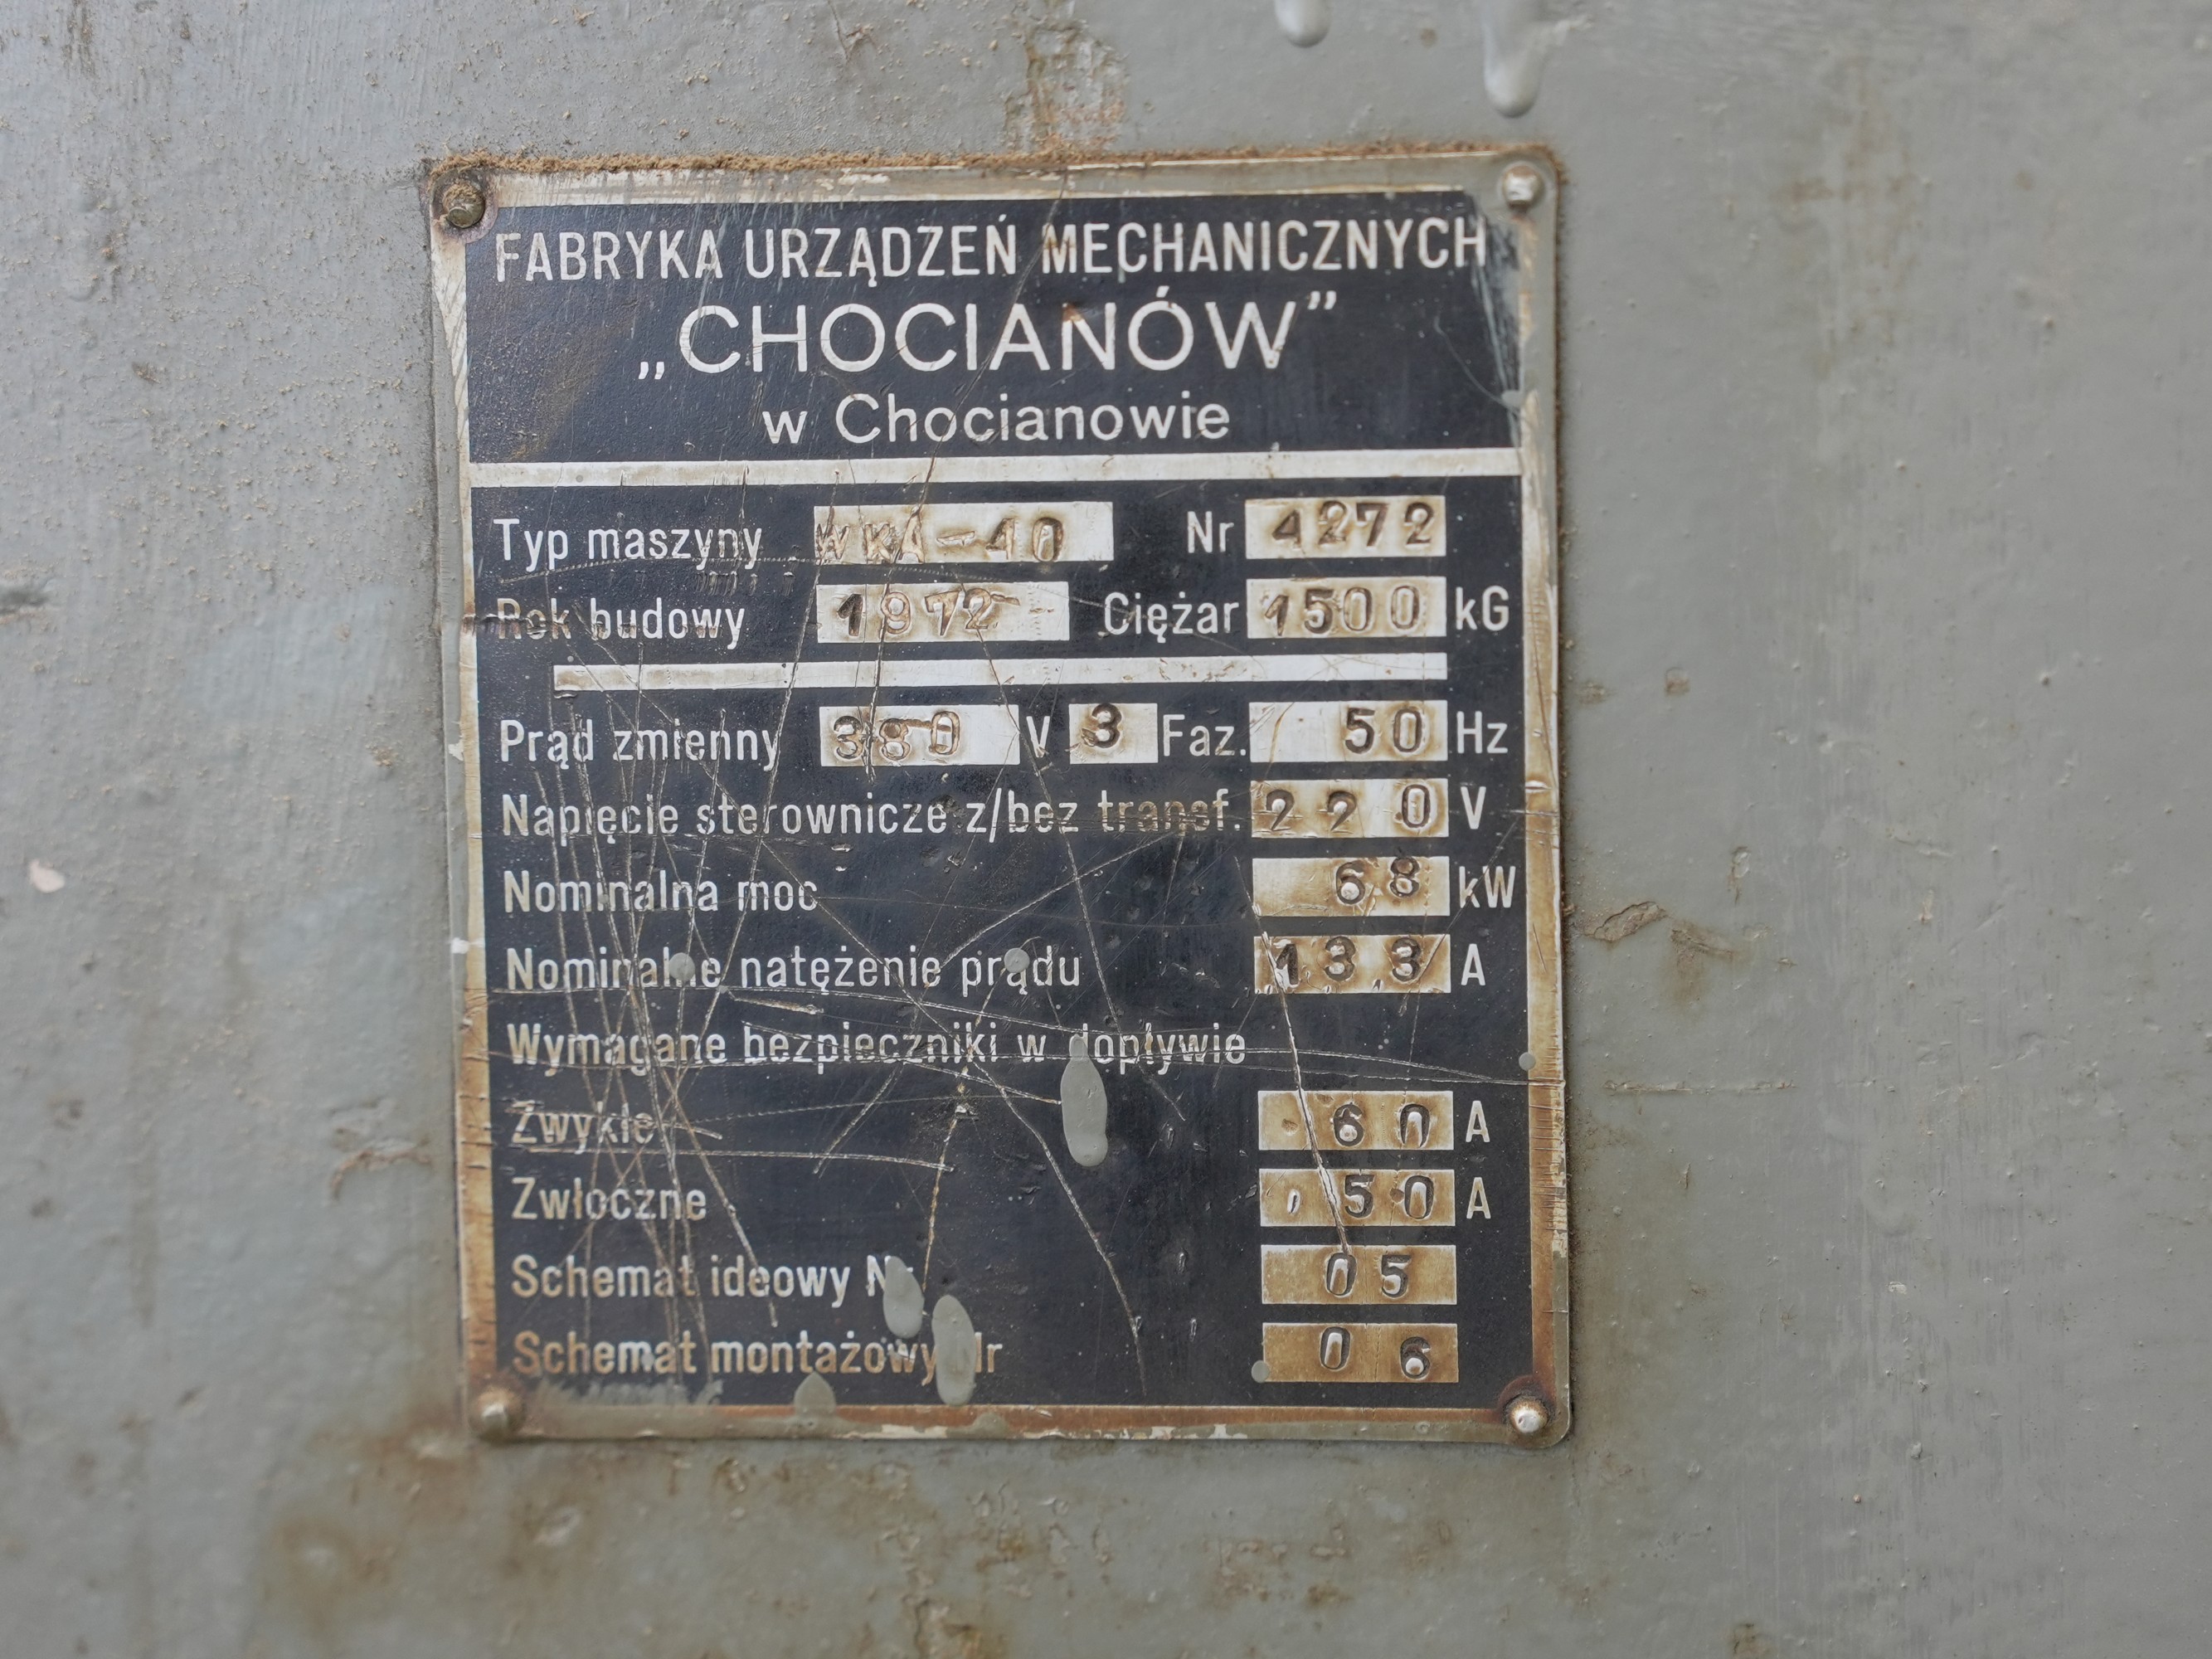 FABRYKA URZĄDZEŃ MECHANICZNYCH
„CHOCIANÓW”
w Chocianowie
Typ maszyny WKA-40 Nr 4272
Rok budowy 1972 Ciężar 1500 kG
Prąd zmienny 380 V 3 Faz. 50 Hz
Napięcie sterownicze z/bez transf. 220 V
Nominalna moc 68 kW
Nominalne natężenie prądu 133 A
Wymagane bezpieczniki w dopływie
Zwykłe 60 A
Zwłoczne 50 A
Schemat ideowy Nr 05
Schemat montażowy Nr 06